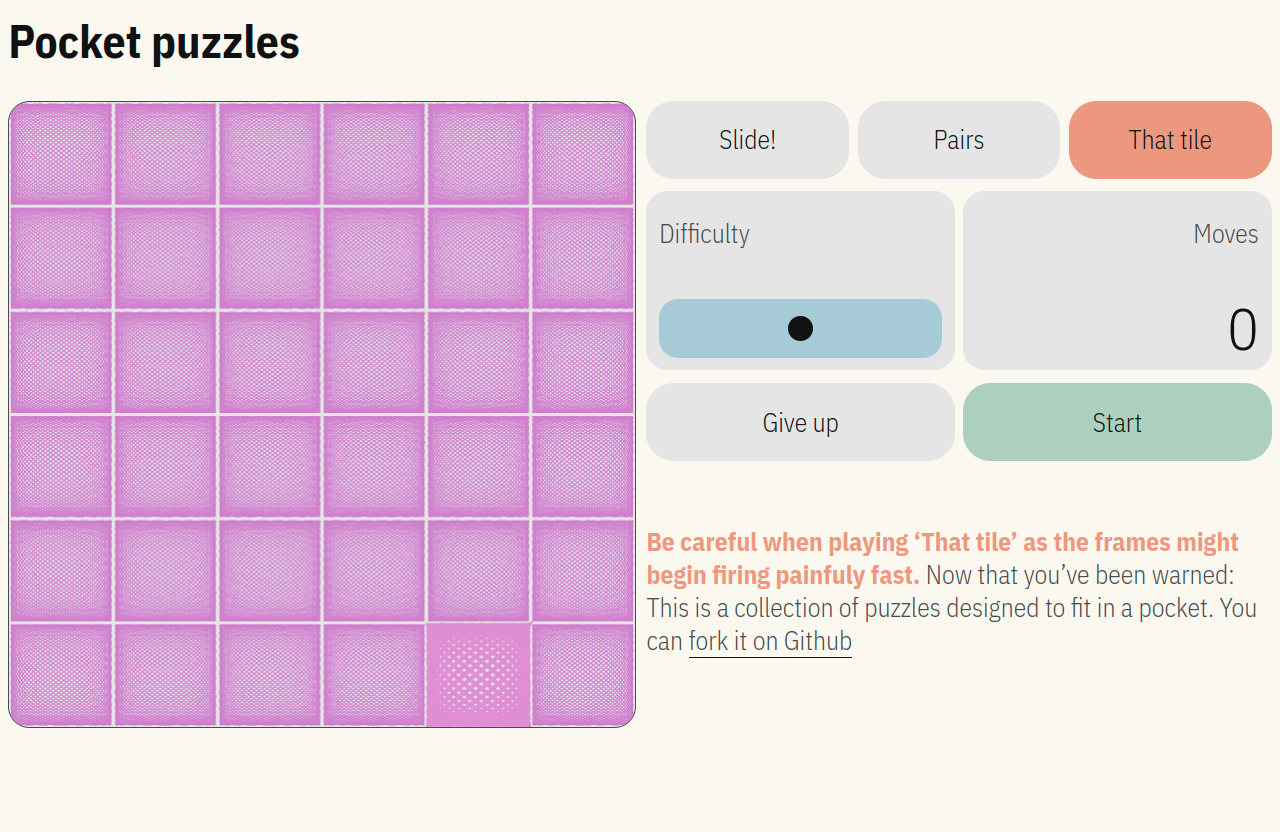 Pocket puzzles
Slide!
Pairs
That tile
Difficulty
Moves
0
Give up
Start
Be careful when playing ‘That tile’ as the frames might
begin firing painfuly fast. Now that you’ve been warned:
This is a collection of puzzles designed to fit in a pocket. You
can fork it on Github